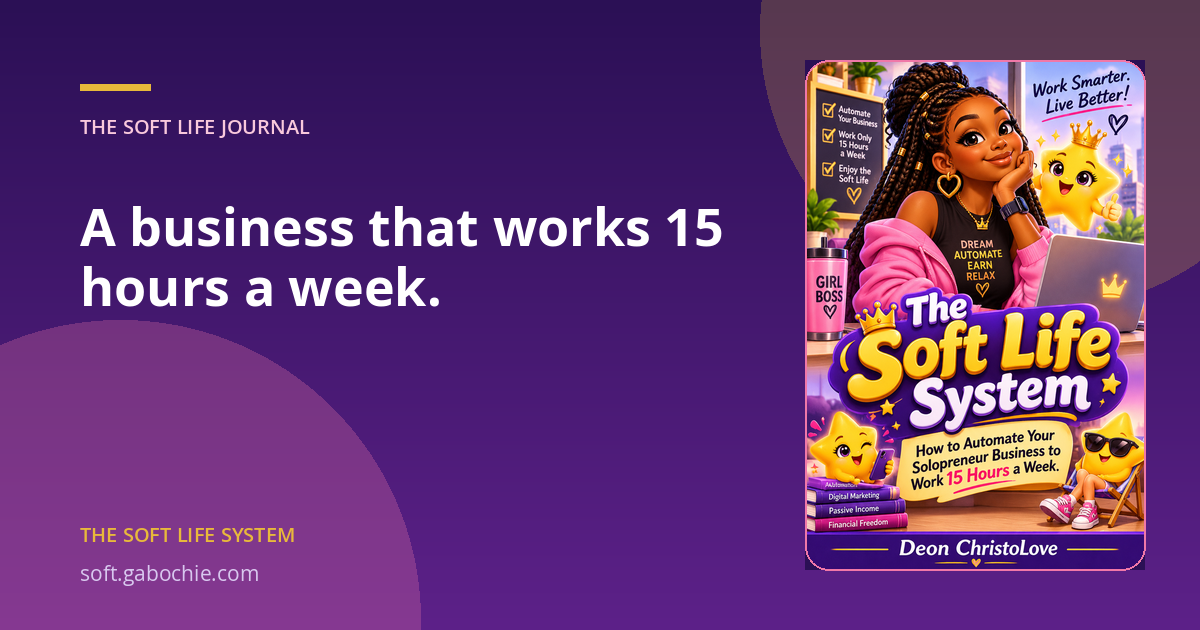 THE SOFT LIFE JOURNAL
A business that works 15
hours a week.
THE SOFT LIFE SYSTEM
soft.gabochie.com
Automate
Your Business
Work Only
15 Hours
a Week
Enjoy the
Soft Life
Work Smarter.
Live Better!
GIRL
BOSS
DREAM
AUTOMATE
EARN
RELAX
The
Soft Life
System
How to Automate Your
Solopreneur Business to
Work 15 Hours a Week.
Automation
Digital Marketing
Passive Income
Financial Freedom
Deon ChristoLove